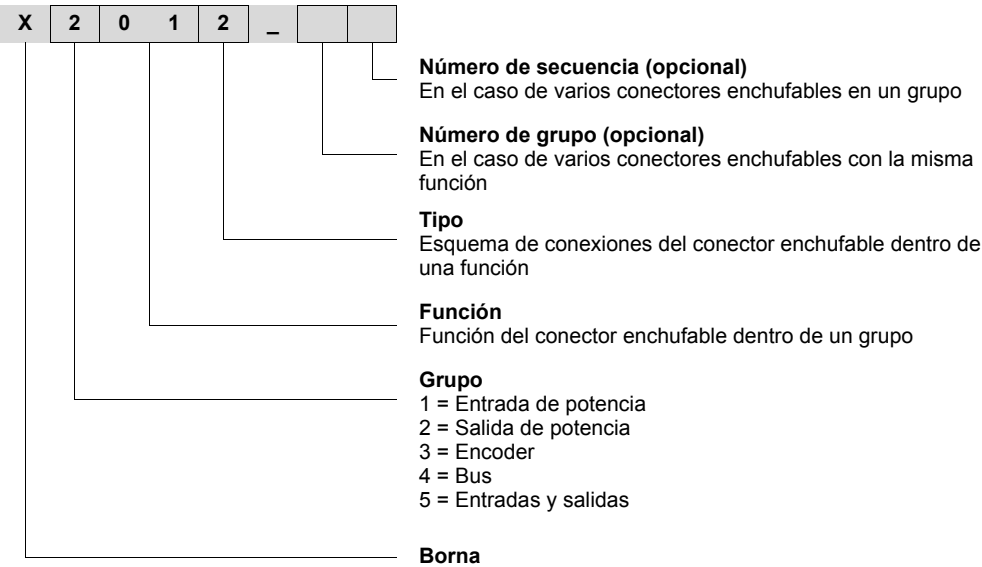 X 2 0 1 2 _
Número de secuencia (opcional)
En el caso de varios conectores enchufables en un grupo
Número de grupo (opcional)
En el caso de varios conectores enchufables con la misma
función
Tipo
Esquema de conexiones del conector enchufable dentro de
una función
Función
Función del conector enchufable dentro de un grupo
Grupo
1 = Entrada de potencia
2 = Salida de potencia
3 = Encoder
4 = Bus
5 = Entradas y salidas
Borna